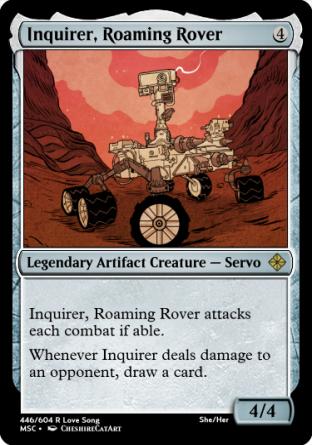 Inquirer, Roaming Rover 4
Legendary Artifact Creature — Servo
Inquirer, Roaming Rover attacks
each combat if able.
Whenever Inquirer deals damage to
an opponent, draw a card.
4/4
446/604 R Love Song She/Her
MSC • CheshireCatArt